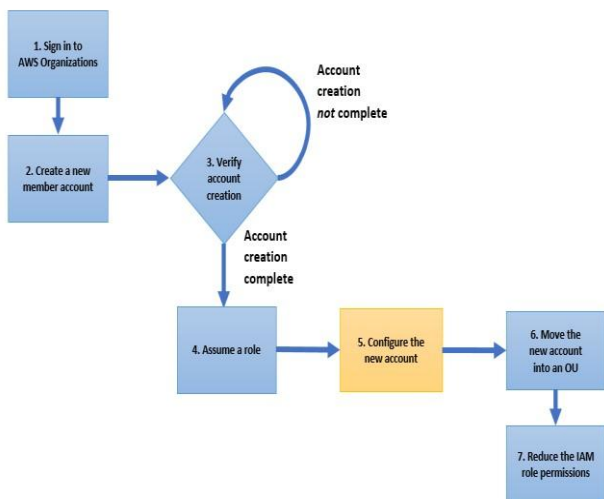 1. Sign in to
AWS Organizations
Account
creation
not complete
2. Create a new
member account
3. Verify
account
creation
Account
creation
complete
4. Assume a role
5. Configure the
new account
6. Move the
new account
into an OU
7. Reduce the IAM
role permissions